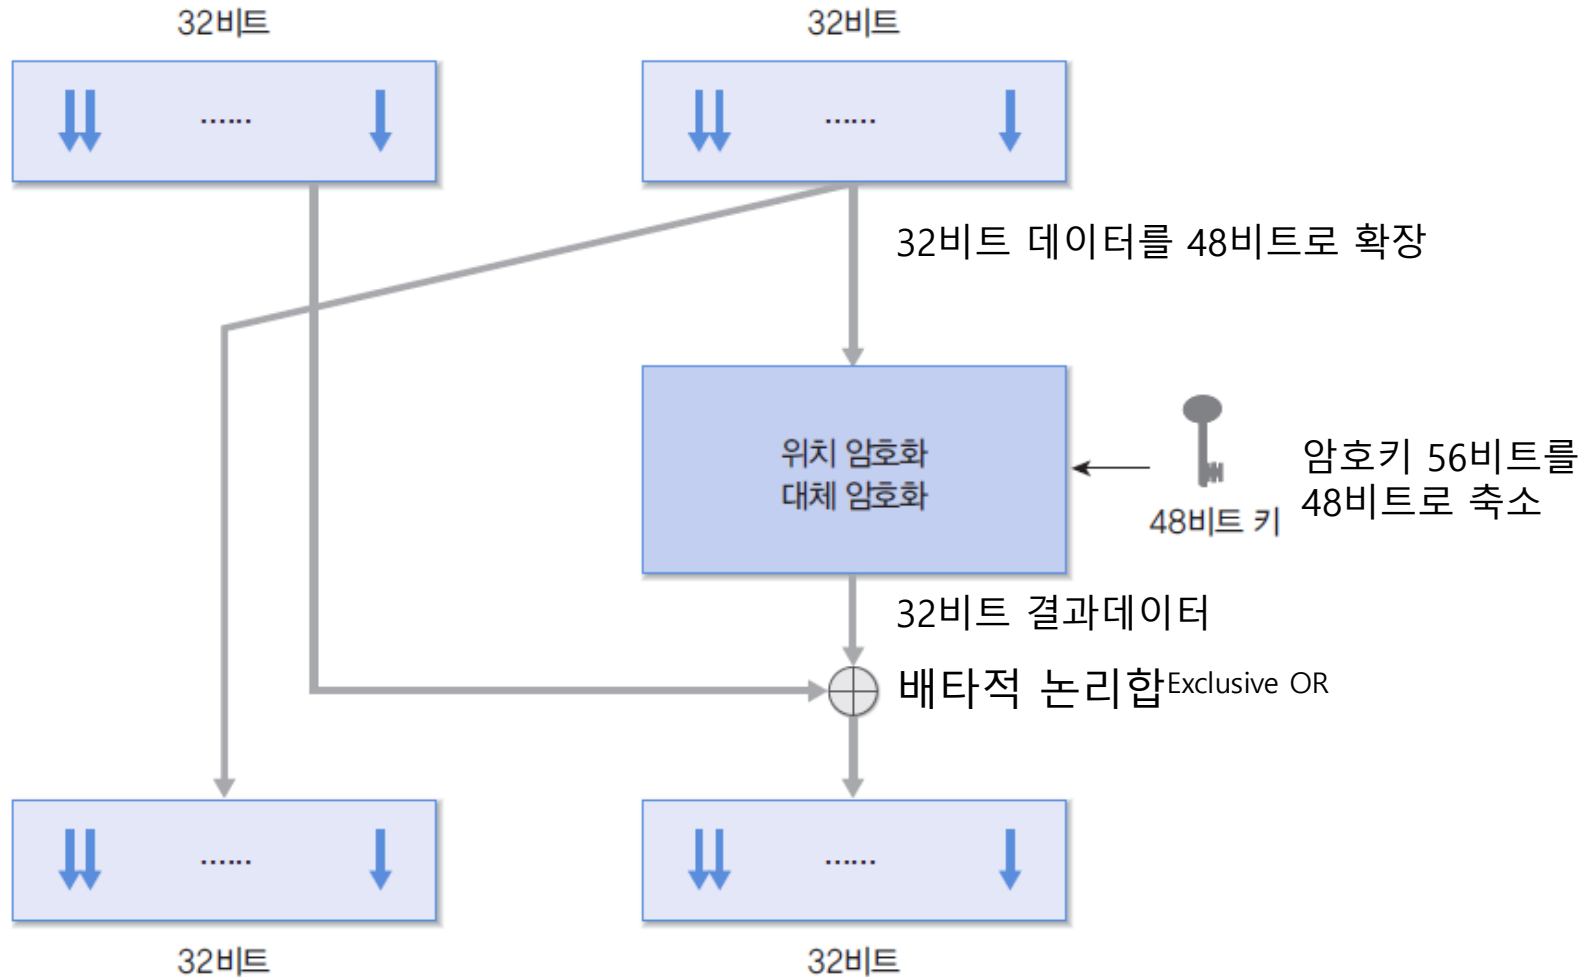 32비트
32비트
......
......
32비트 데이터를 48비트로 확장
위치 암호화
대체 암호화
48비트 키
암호키 56비트를
48비트로 축소
32비트 결과데이터
배타적 논리합Exclusive OR
......
......
32비트
32비트